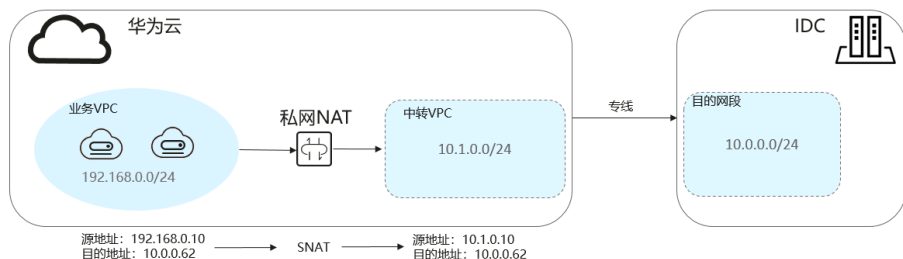 华为云
IDC
业务VPC
192.168.0.0/24
私网NAT
中转VPC
10.1.0.0/24
专线
目的网段
10.0.0.0/24
源地址：192.168.0.10
目的地址：10.0.0.62
SNAT
源地址：10.1.0.10
目的地址：10.0.0.62